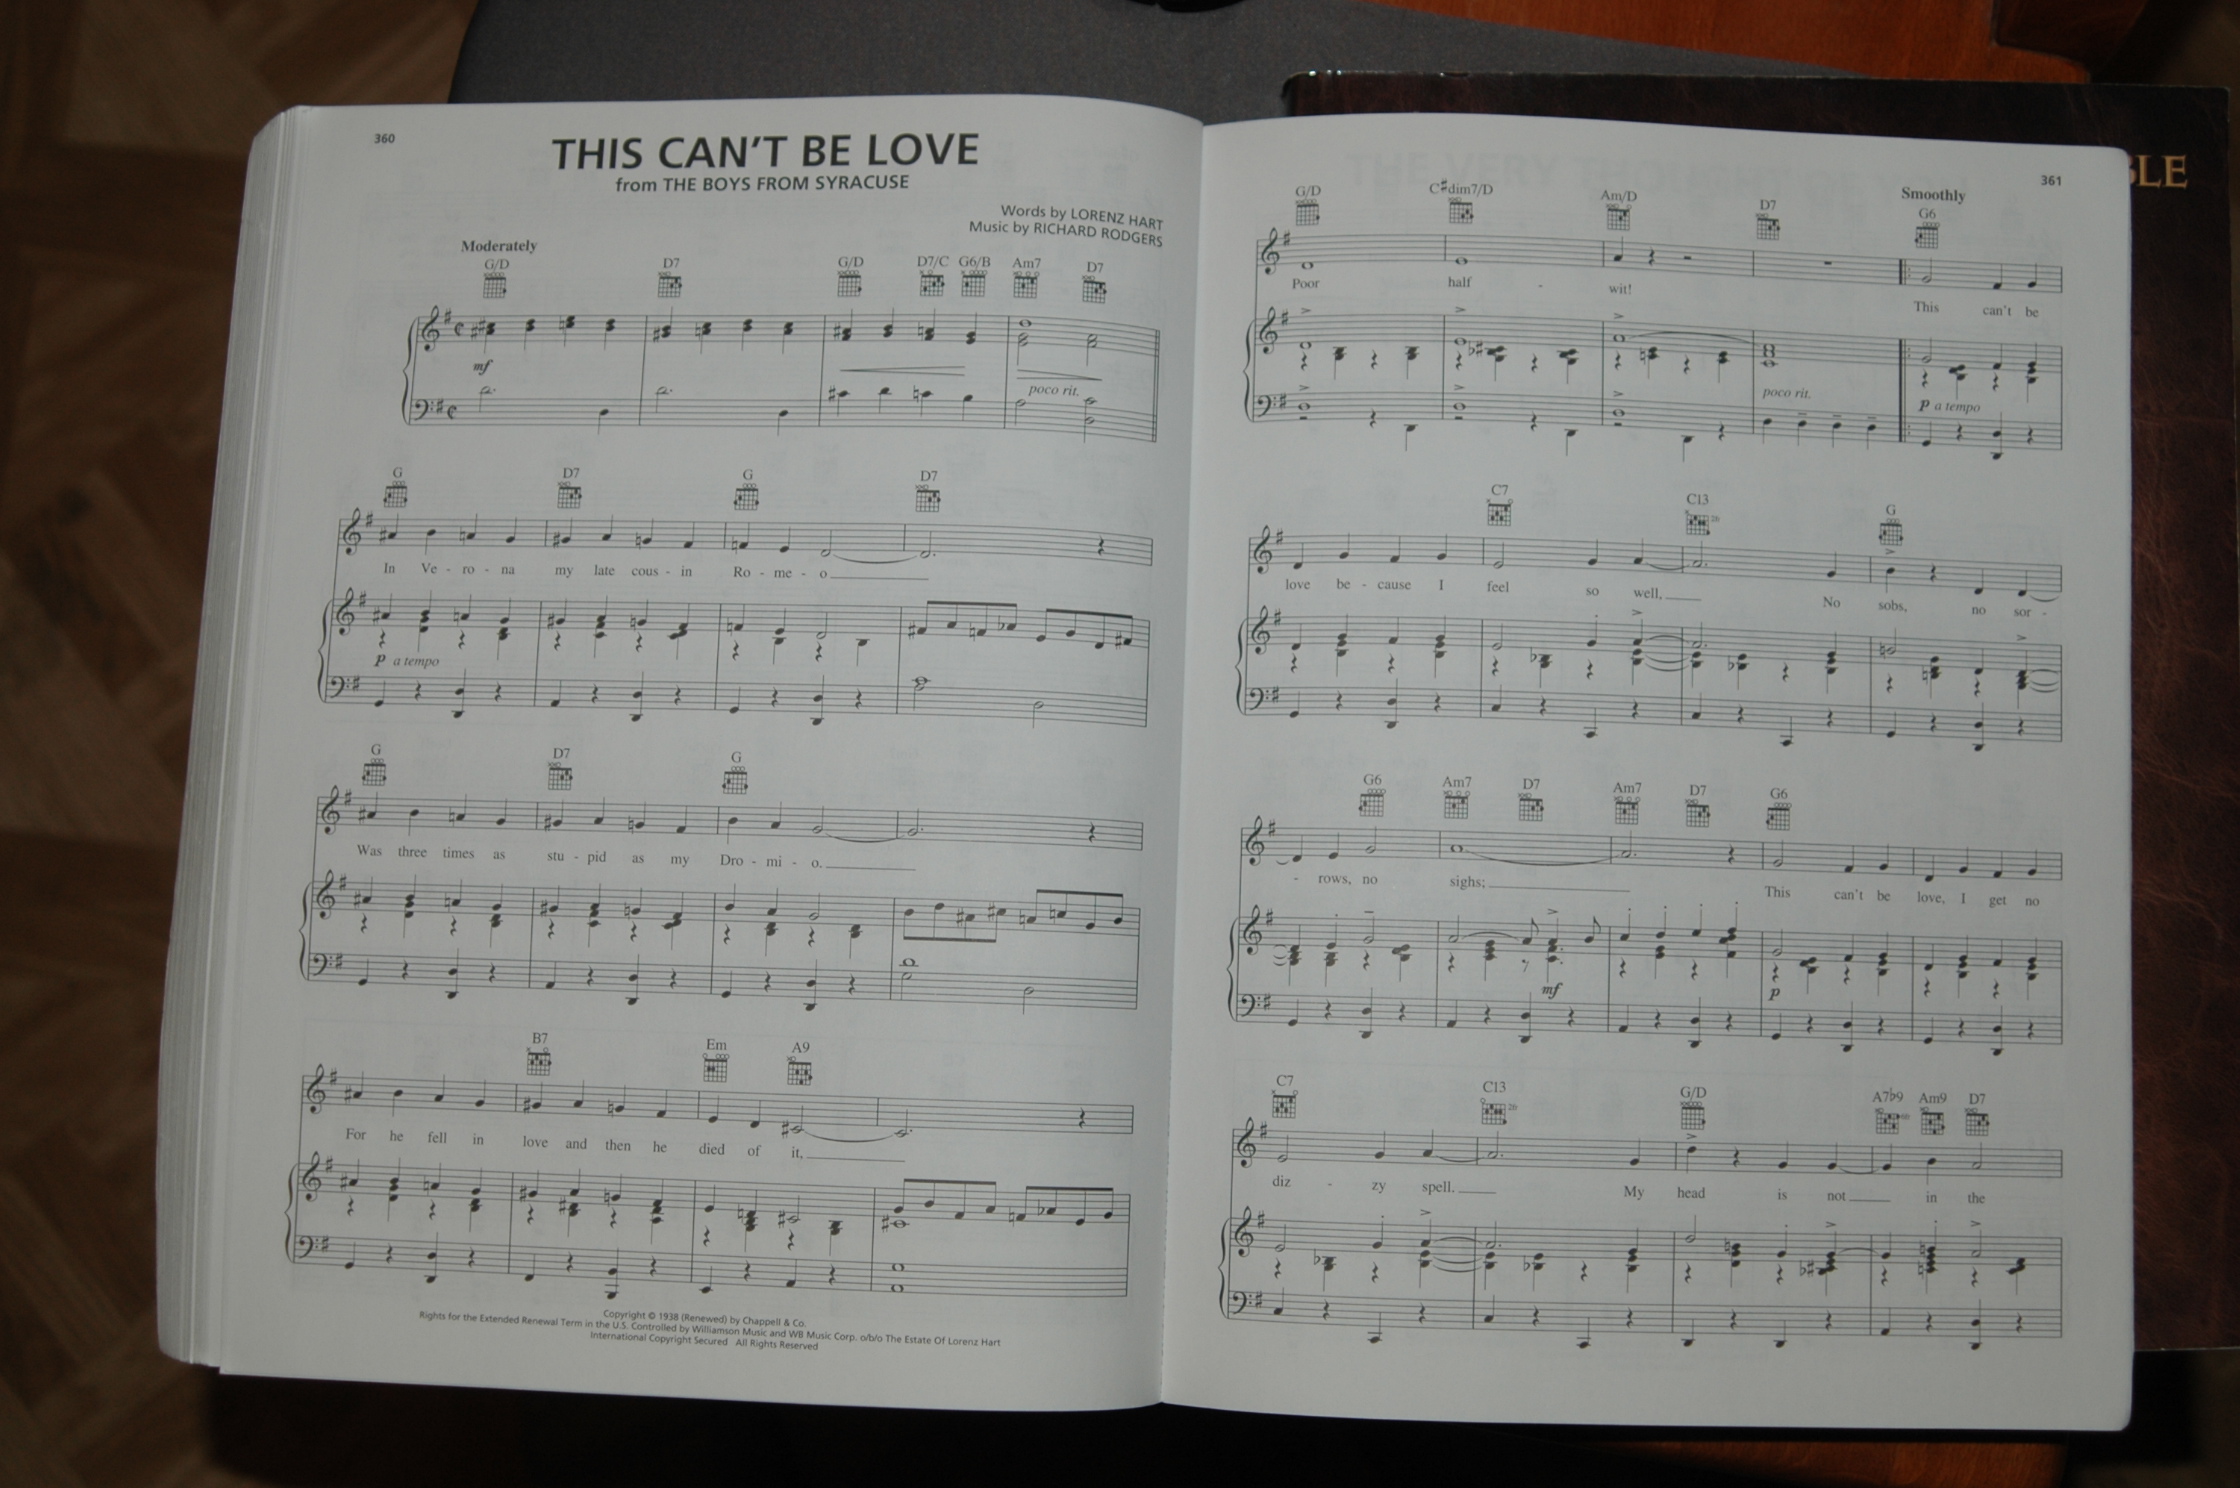 360
THIS CAN'T BE LOVE
from THE BOYS FROM SYRACUSE
Words by LORENZ HART
Music by RICHARD RODGERS
Moderately
G/D D7 G/D D7/C G6/B Am7 D7
mf
poco rit.
G D7 G D7
In Ve - ro - na my late cous - in Ro - me - o
p a tempo
G D7 G
Was three times as stu - pid as my Dro - mi - o.
B7 Em A9
For he fell in love and then he died of it,
Copyright © 1938 (Renewed) by Chappell & Co.
Rights for the Extended Renewal Term in the U.S. Controlled by Williamson Music and WB Music Corp. o/b/o The Estate Of Lorenz Hart
International Copyright Secured All Rights Reserved
361
Smoothly
G/D C#dim7/D Am/D D7 G6
Poor half - wit! This can't be
poco rit.
p a tempo
C7 C13 G
love be - cause I feel so well, No sobs, no sor -
G6 Am7 D7 Am7 D7 G6
- rows, no sighs; This can't be love, I get no
mf
p
C7 C13 G/D A7♭9 Am9 D7
diz - zy spell. My head is not in the
BLE